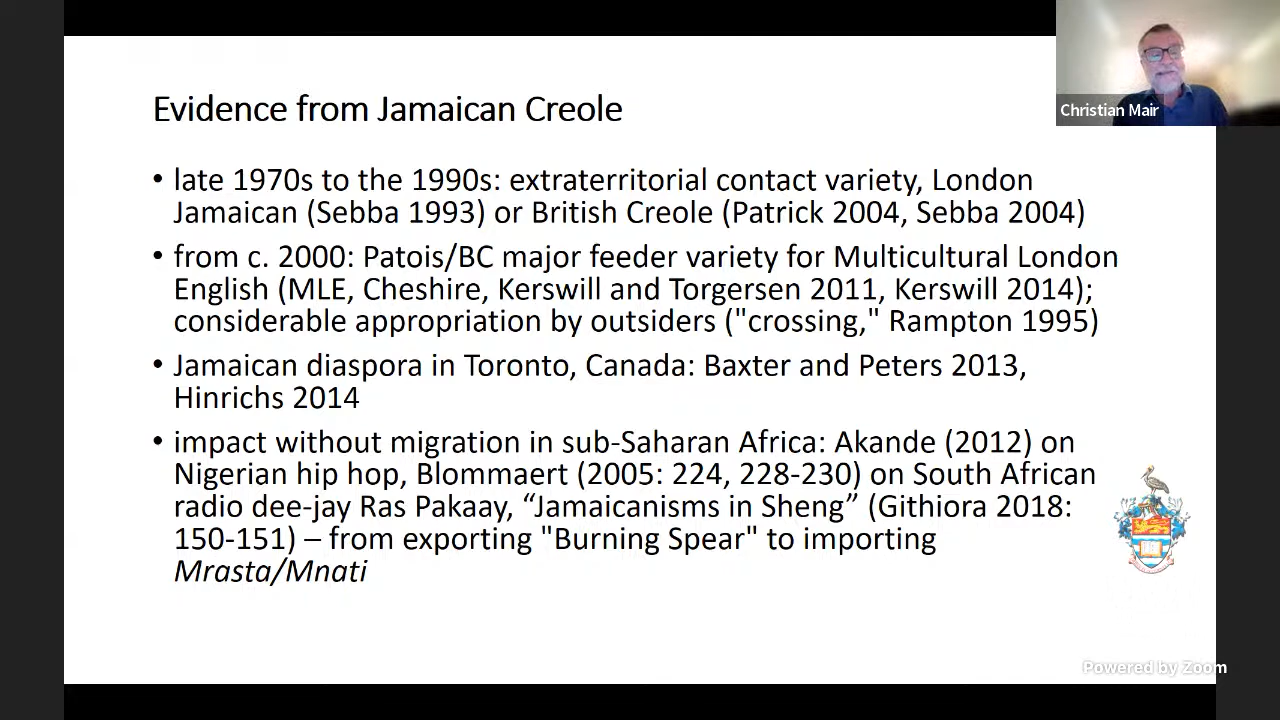 Evidence from Jamaican Creole
Christian Mair
• late 1970s to the 1990s: extraterritorial contact variety, London
Jamaican (Sebba 1993) or British Creole (Patrick 2004, Sebba 2004)
• from c. 2000: Patois/BC major feeder variety for Multicultural London
English (MLE, Cheshire, Kerswill and Torgersen 2011, Kerswill 2014);
considerable appropriation by outsiders ("crossing," Rampton 1995)
• Jamaican diaspora in Toronto, Canada: Baxter and Peters 2013,
Hinrichs 2014
• impact without migration in sub-Saharan Africa: Akande (2012) on
Nigerian hip hop, Blommaert (2005: 224, 228-230) on South African
radio dee-jay Ras Pakaay, “Jamaicanisms in Sheng” (Githiora 2018:
150-151) – from exporting "Burning Spear" to importing
Mrasta/Mnati
Powered by Zoom